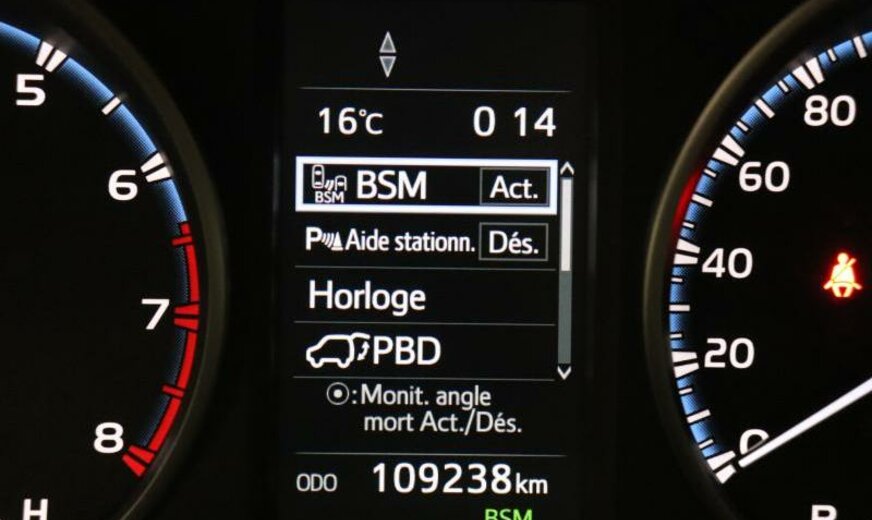 5
6
7
8
H
16°C 0 14
BSM BSM Act.
P Aide stationn. Dés.
Horloge
PBD
:Monit. angle
mort Act./Dés.
ODO 109238km
BSM
80
60
40
20
0